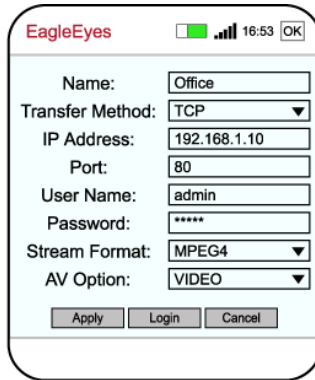 EagleEyes 16:53 OK
Name: Office
Transfer Method: TCP
IP Address: 192.168.1.10
Port: 80
User Name: admin
Password: *****
Stream Format: MPEG4
AV Option: VIDEO
Apply Login Cancel